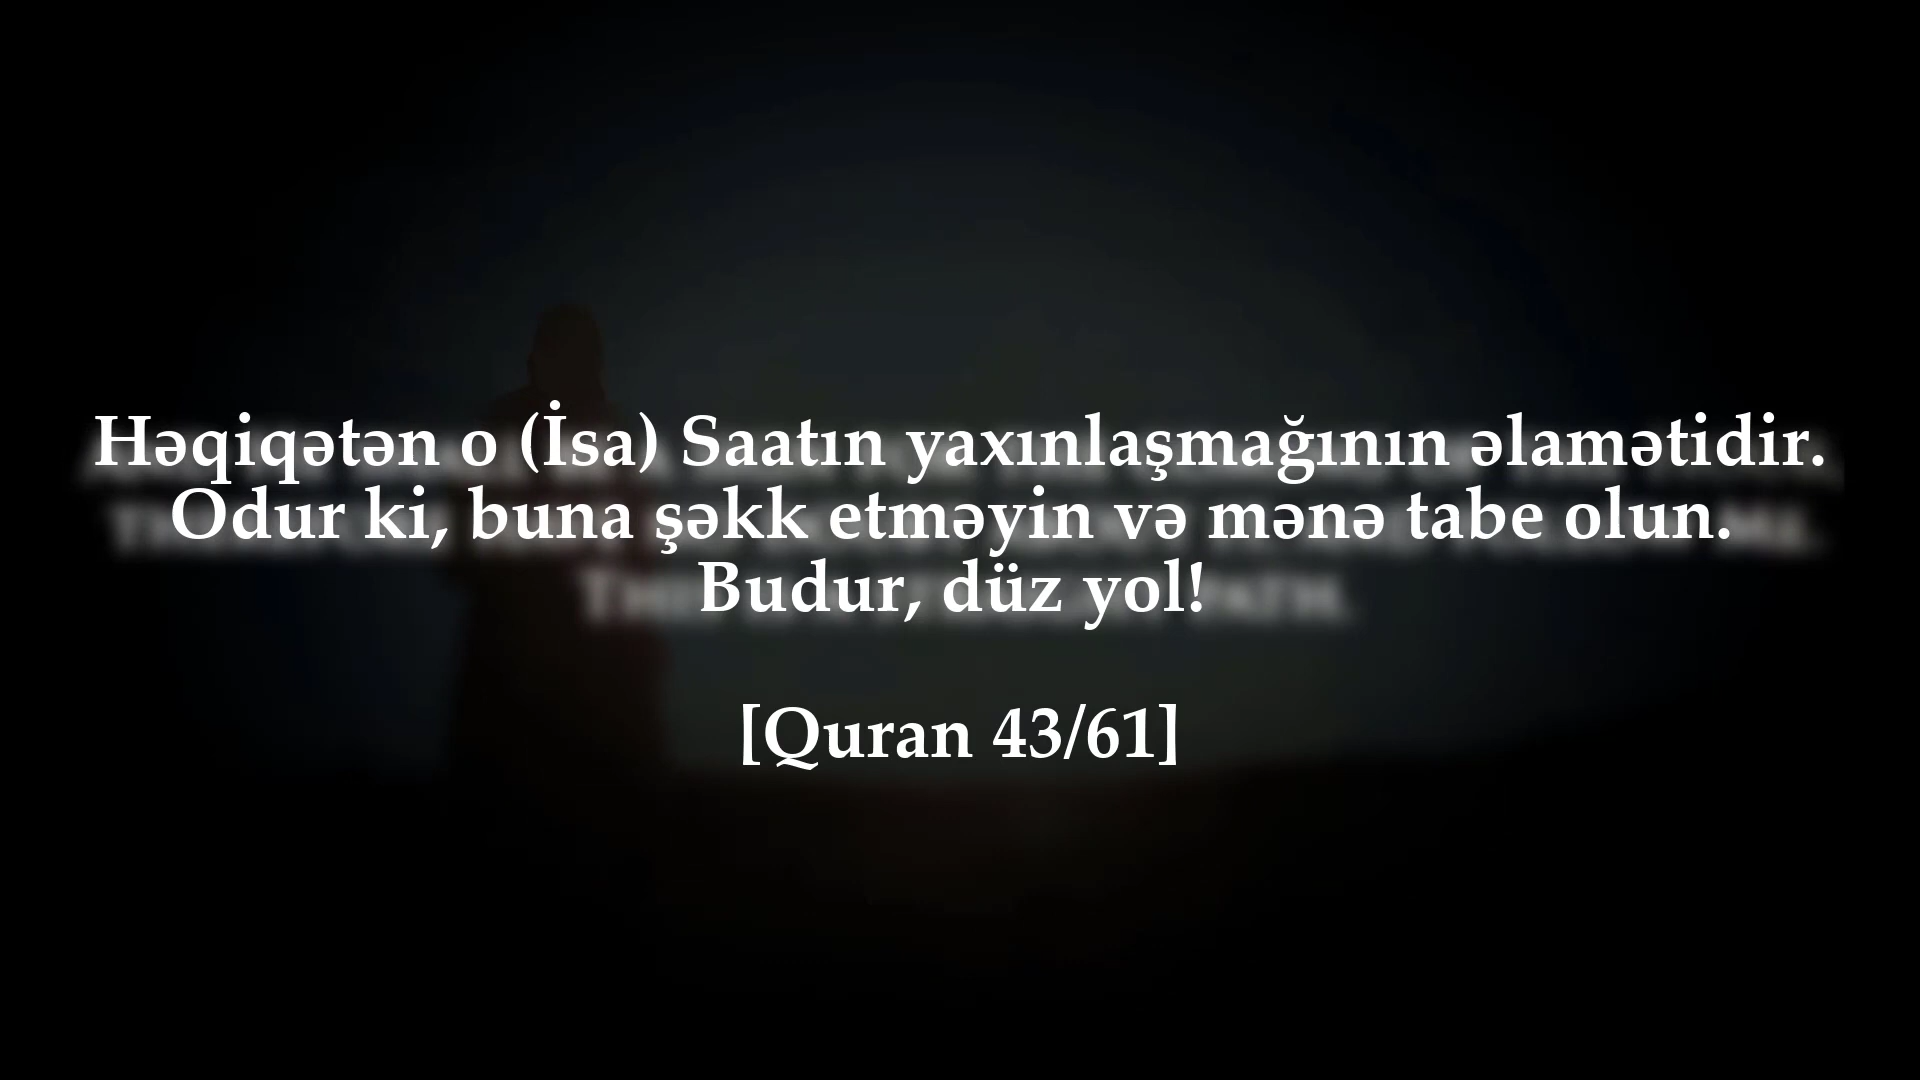 Həqiqətən o (İsa) Saatın yaxınlaşmağının əlamətidir.
Odur ki, buna şəkk etməyin və mənə tabe olun.
Budur, düz yol!
[Quran 43/61]